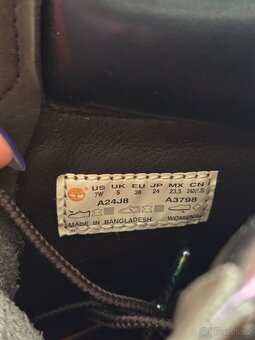 US UK EU JP MX CN
7W 5 38 24 23,5 240(1.5)
A24J8 A3798
MADE IN BANGLADESH WOMENS